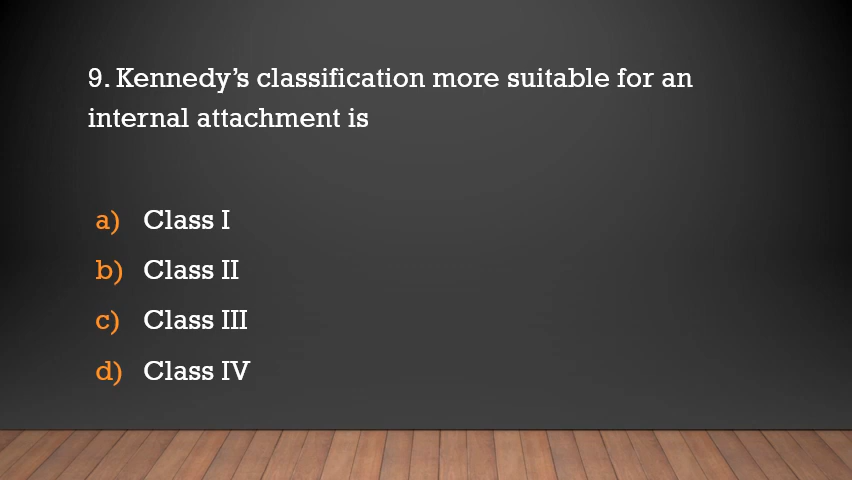 9. Kennedy’s classification more suitable for an
internal attachment is
a) Class I
b) Class II
c) Class III
d) Class IV